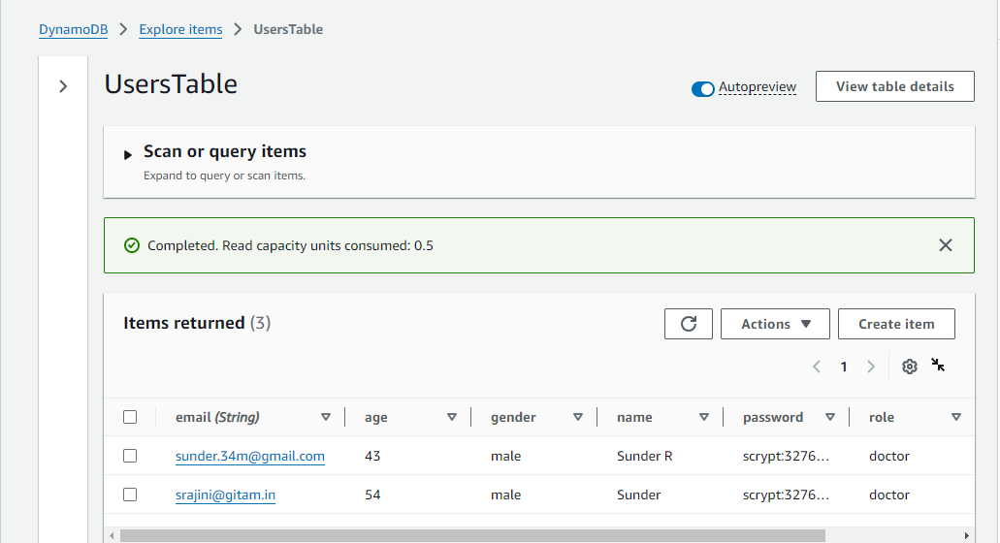 DynamoDB > Explore items > UsersTable
UsersTable
Autopreview
View table details
Scan or query items
Expand to query or scan items.
Completed. Read capacity units consumed: 0.5
Items returned (3)
Actions
Create item
1
email (String) age gender name password role
sunder.34m@gmail.com 43 male Sunder R scrypt:3276... doctor
srajini@gitam.in 54 male Sunder scrypt:3276... doctor